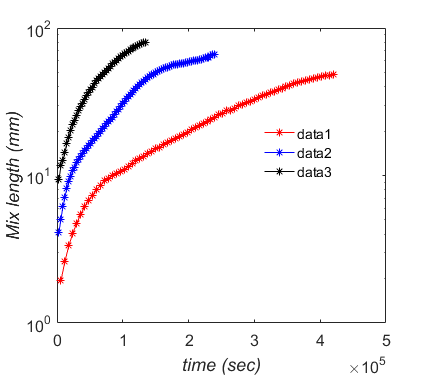 10²
10¹
10⁰
Mix length (mm)
data1
data2
data3
0 1 2 3 4 5
time (sec)
×10⁵